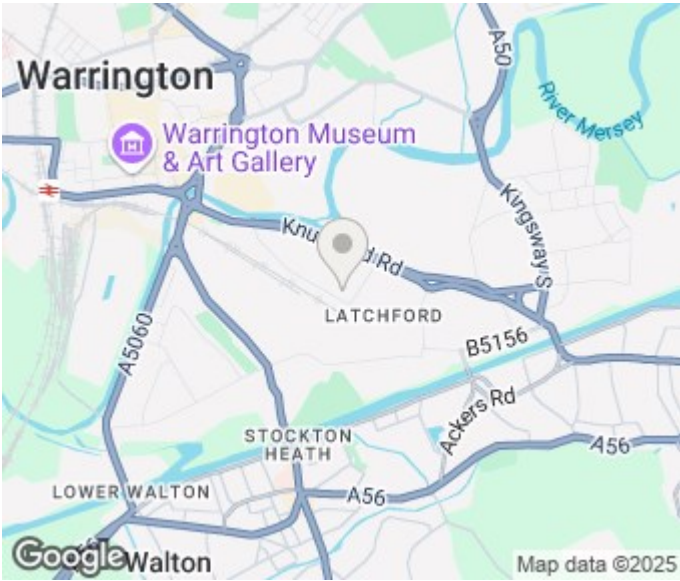 Warrington
A50
River Mersey
Warrington Museum
& Art Gallery
Kingsway S
Rd
LATCHFORD
A5060
B5156
Ackers Rd
STOCKTON
HEATH
A56
LOWER WALTON
A56
Google
Walton
Map data ©2025